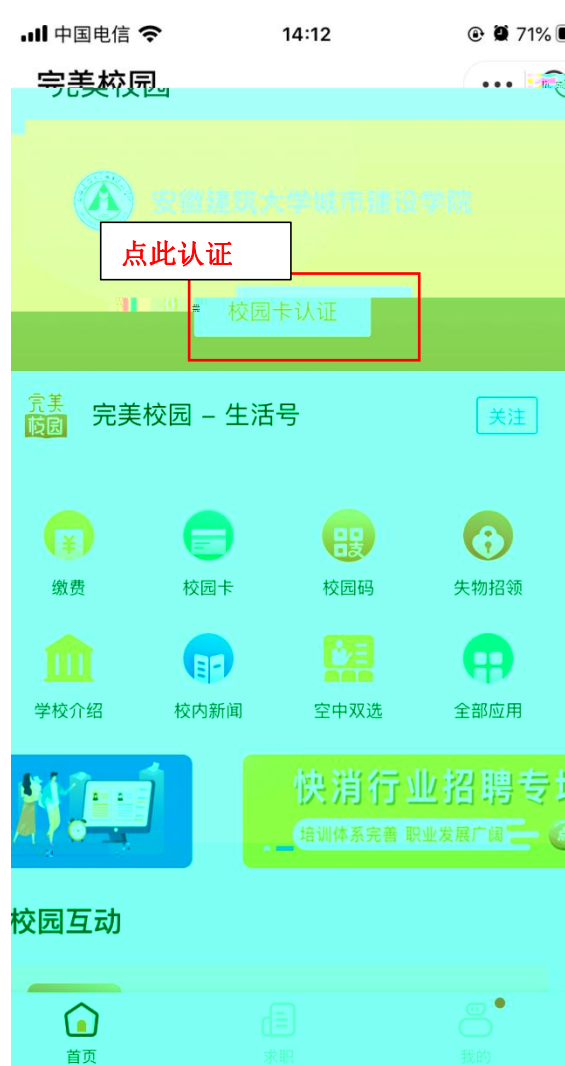 中国电信 14:12 71%
完美校园
安徽建筑大学城市建设学院
点此认证
校园卡认证
完美校园
完美校园 – 生活号 关注
缴费 校园卡 校园码 失物招领
学校介绍 校内新闻 空中双选 全部应用
快消行业招聘专
培训体系完善 职业发展广阔
校园互动
首页 求职 我的